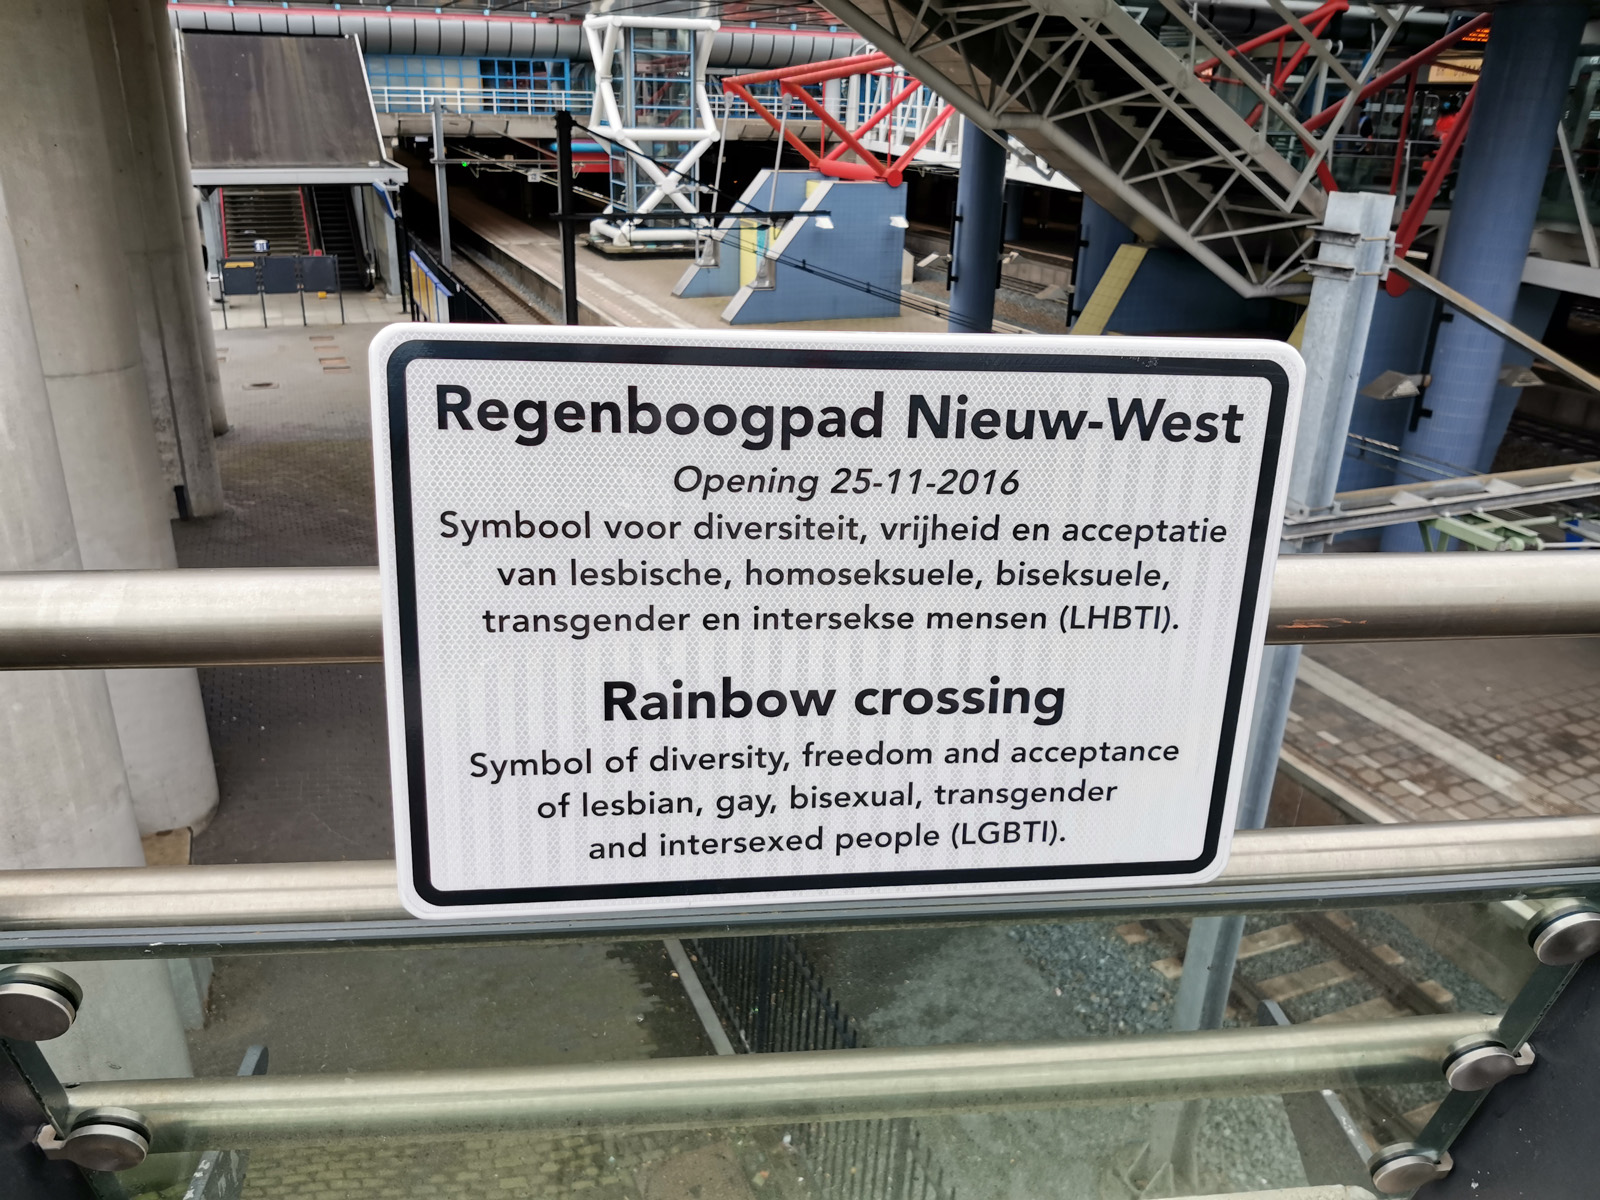 Regenboogpad Nieuw-West
Opening 25-11-2016
Symbool voor diversiteit, vrijheid en acceptatie
van lesbische, homoseksuele, biseksuele,
transgender en intersekse mensen (LHBTI).
Rainbow crossing
Symbol of diversity, freedom and acceptance
of lesbian, gay, bisexual, transgender
and intersexed people (LGBTI).